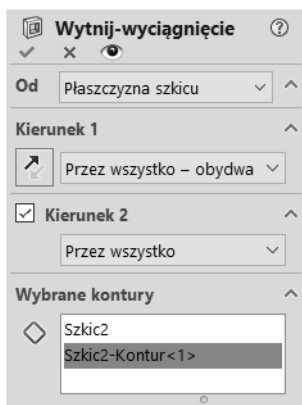 Wytnij-wyciągnięcie
Od Płaszczyzna szkicu
Kierunek 1
Przez wszystko – obydwa
Kierunek 2
Przez wszystko
Wybrane kontury
Szkic2
Szkic2-Kontur<1>